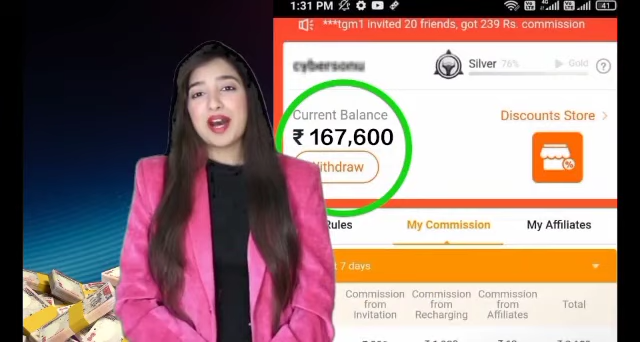 1:31 PM
41
***tgm1 invited 20 friends, got 239 Rs. commission
Silver 76% Gold ?
Current Balance
₹ 167,600
Withdraw
Discounts Store >
%
Rules
My Commission
My Affiliates
7 days
Commission from Invitation
Commission from Recharging
Commission from Affiliates
Total